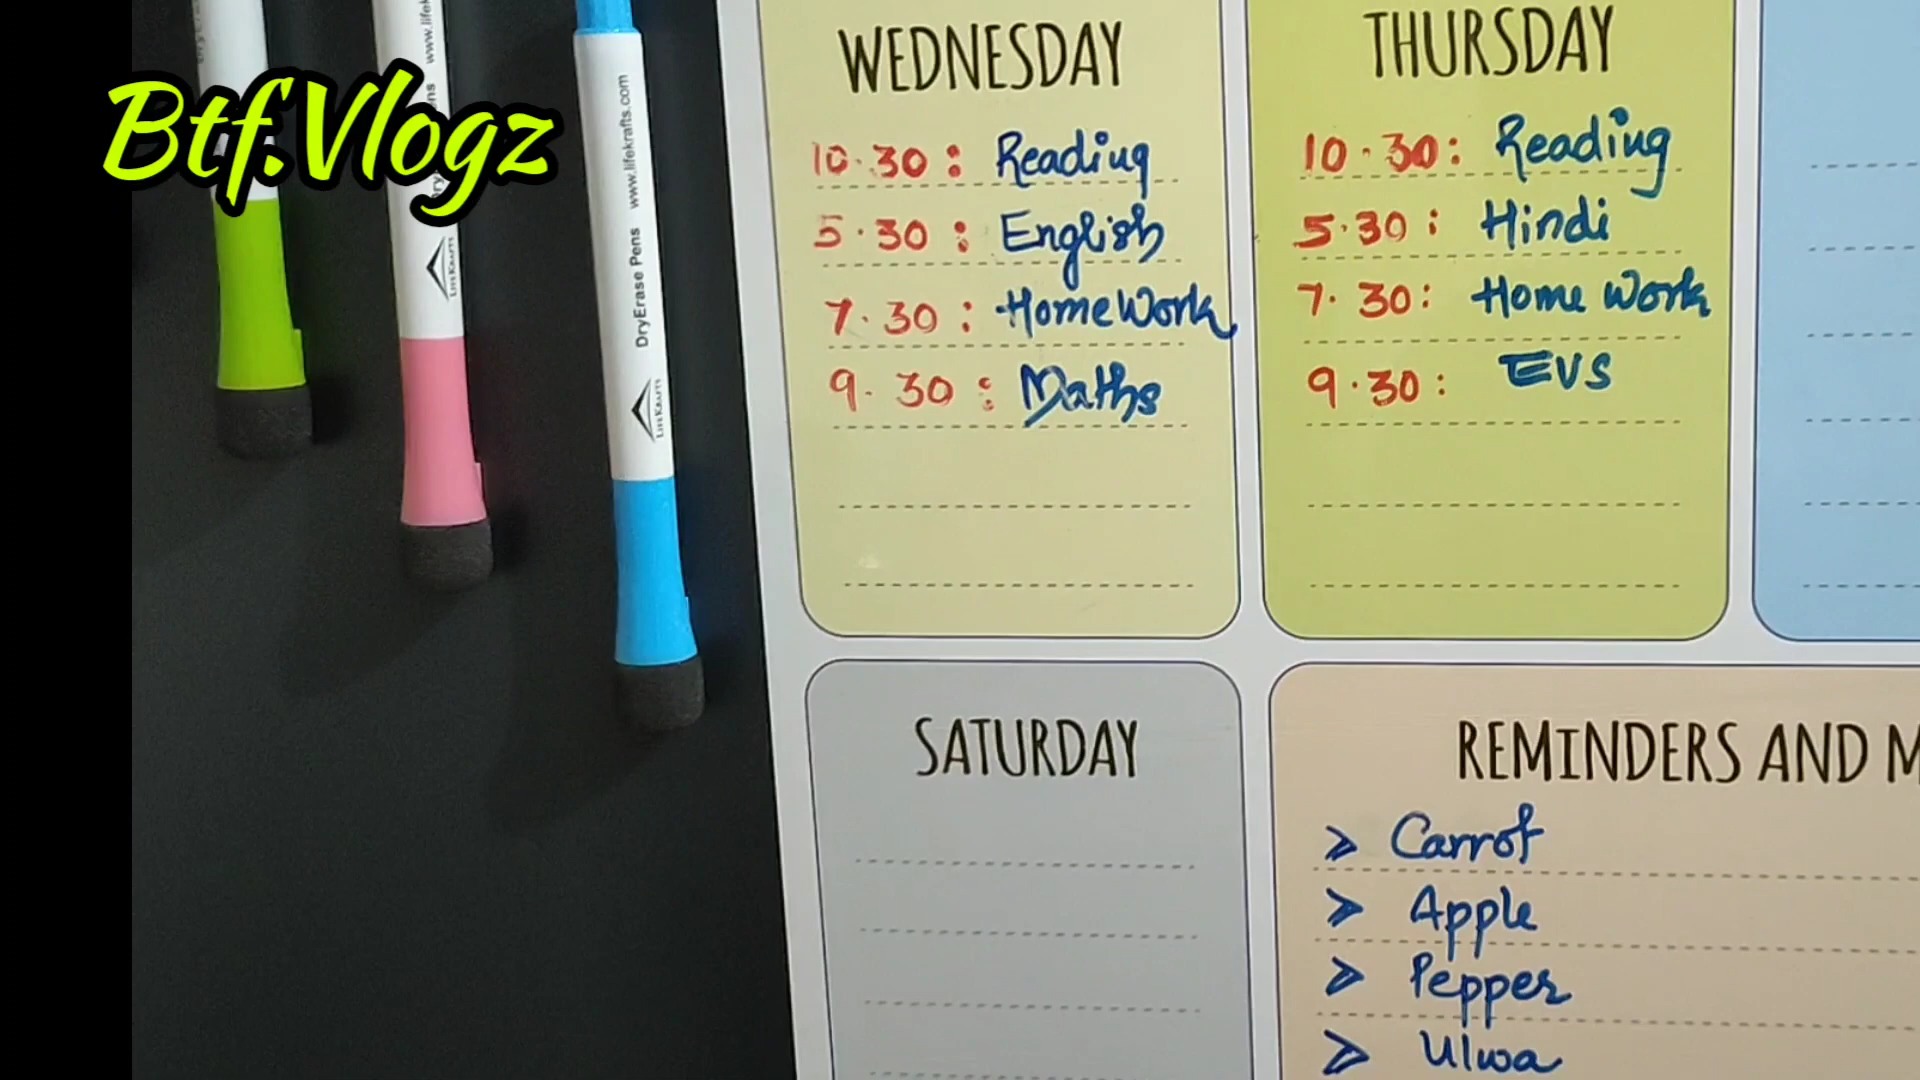 Btf.Vlogz
www.lifekrafts.com
DryErase Pens
LIFEKRAFTS
LIFEKRAFTS
WEDNESDAY
10.30 : Reading
5.30 : English
7.30 : HomeWork
9.30 : Maths
THURSDAY
10.30: Reading
5.30 : Hindi
7.30: Home Work
9.30: EVS
SATURDAY
REMINDERS AND M
> Carrot
> Apple
> Pepper
> Ulwa